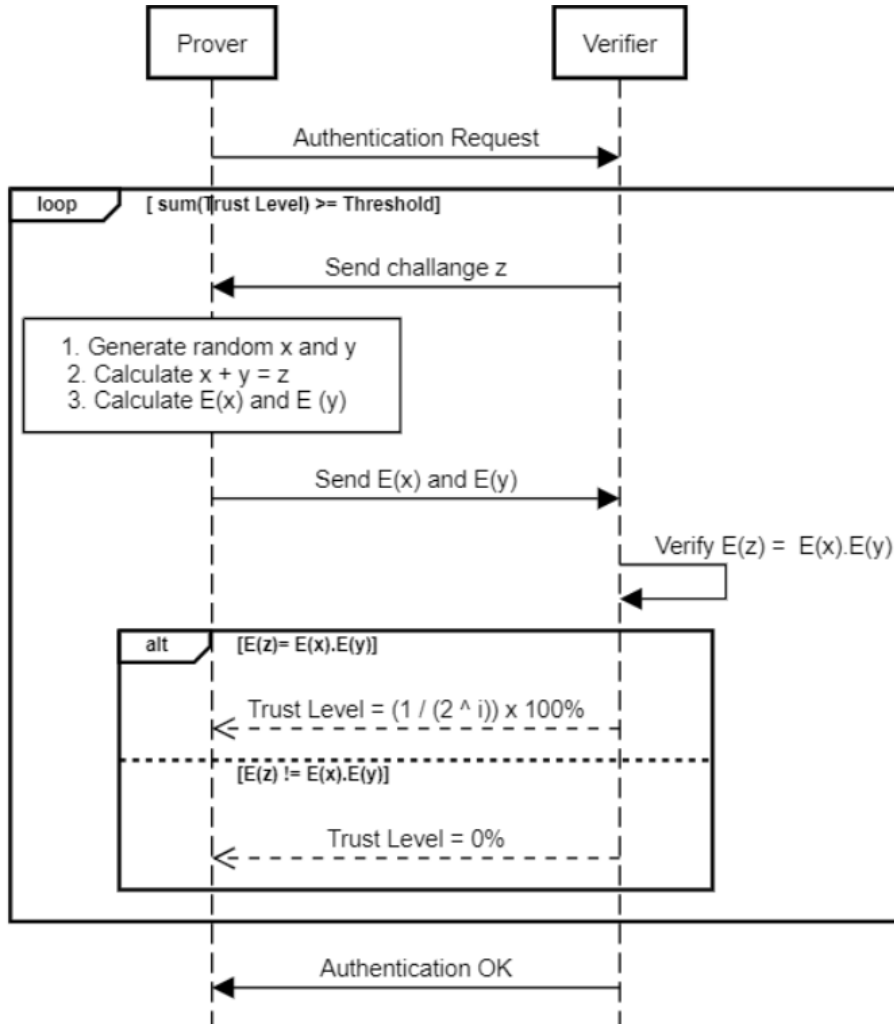 Prover
Verifier
Authentication Request
loop
[ sum(Trust Level) >= Threshold]
Send challange z
1. Generate random x and y
2. Calculate x + y = z
3. Calculate E(x) and E (y)
Send E(x) and E(y)
Verify E(z) = E(x).E(y)
alt
[E(z)= E(x).E(y)]
Trust Level = (1 / (2 ^ i)) x 100%
[E(z) != E(x).E(y)]
Trust Level = 0%
Authentication OK